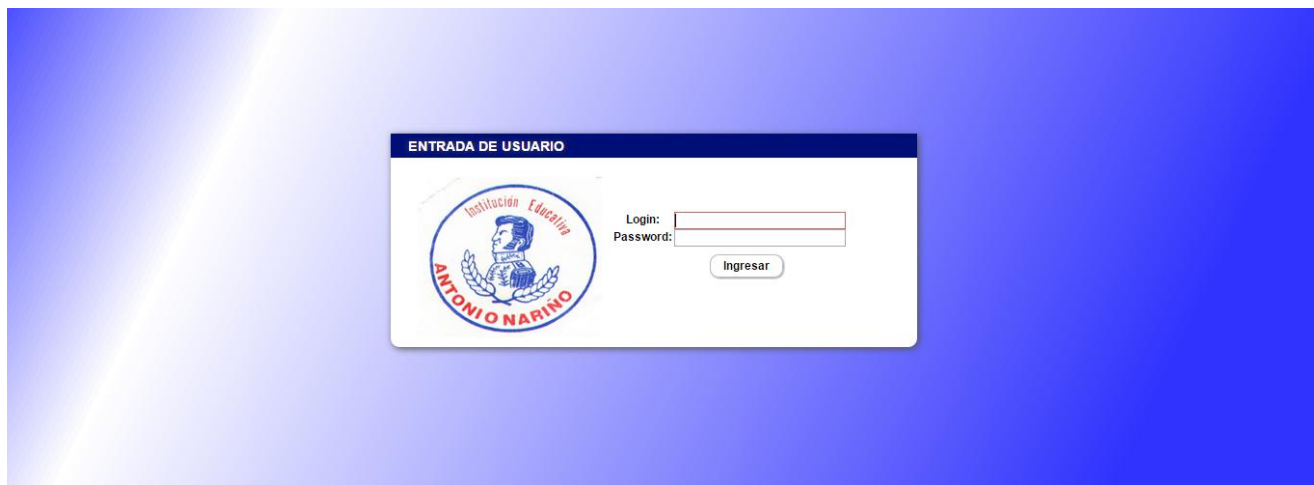 ENTRADA DE USUARIO
Institución Educativa
ANTONIO NARIÑO
Login:
Password:
Ingresar